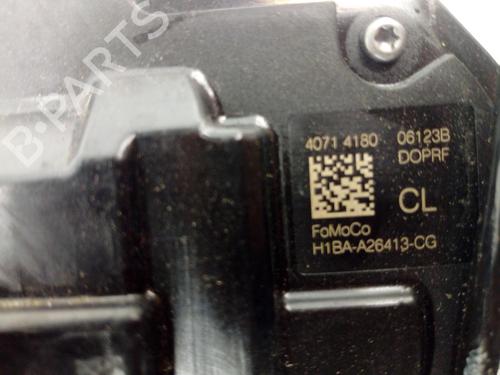 B-PARTS
4071 4180 06123B
DOPRF
CL
FoMoCo
H1BA-A26413-CG